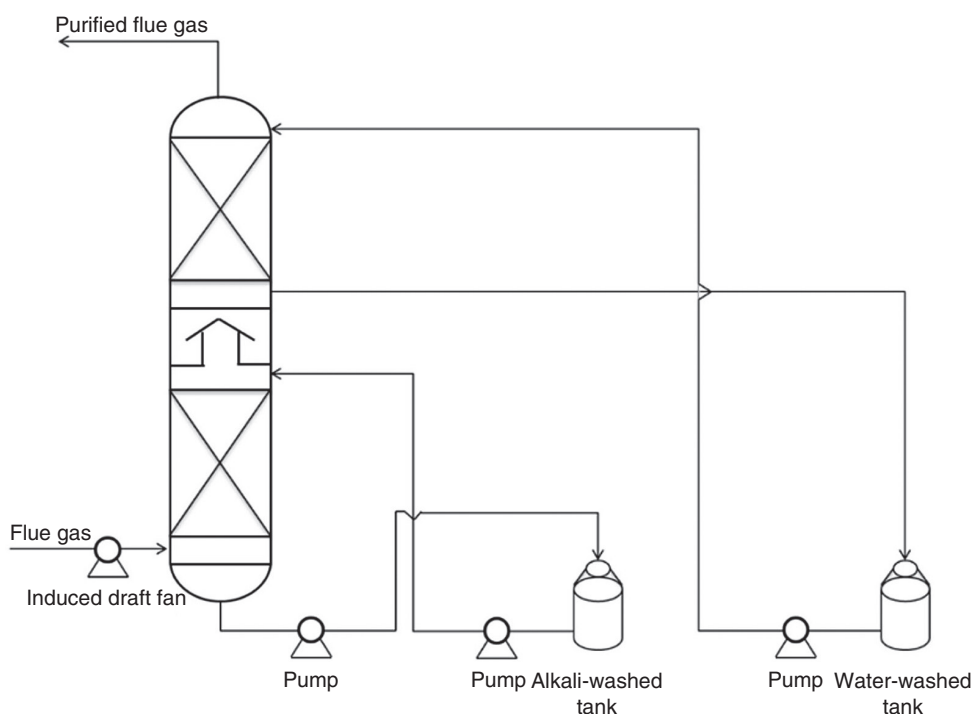 Purified flue gas
Flue gas
Induced draft fan
Pump
Pump
Alkali-washed
tank
Pump
Water-washed
tank